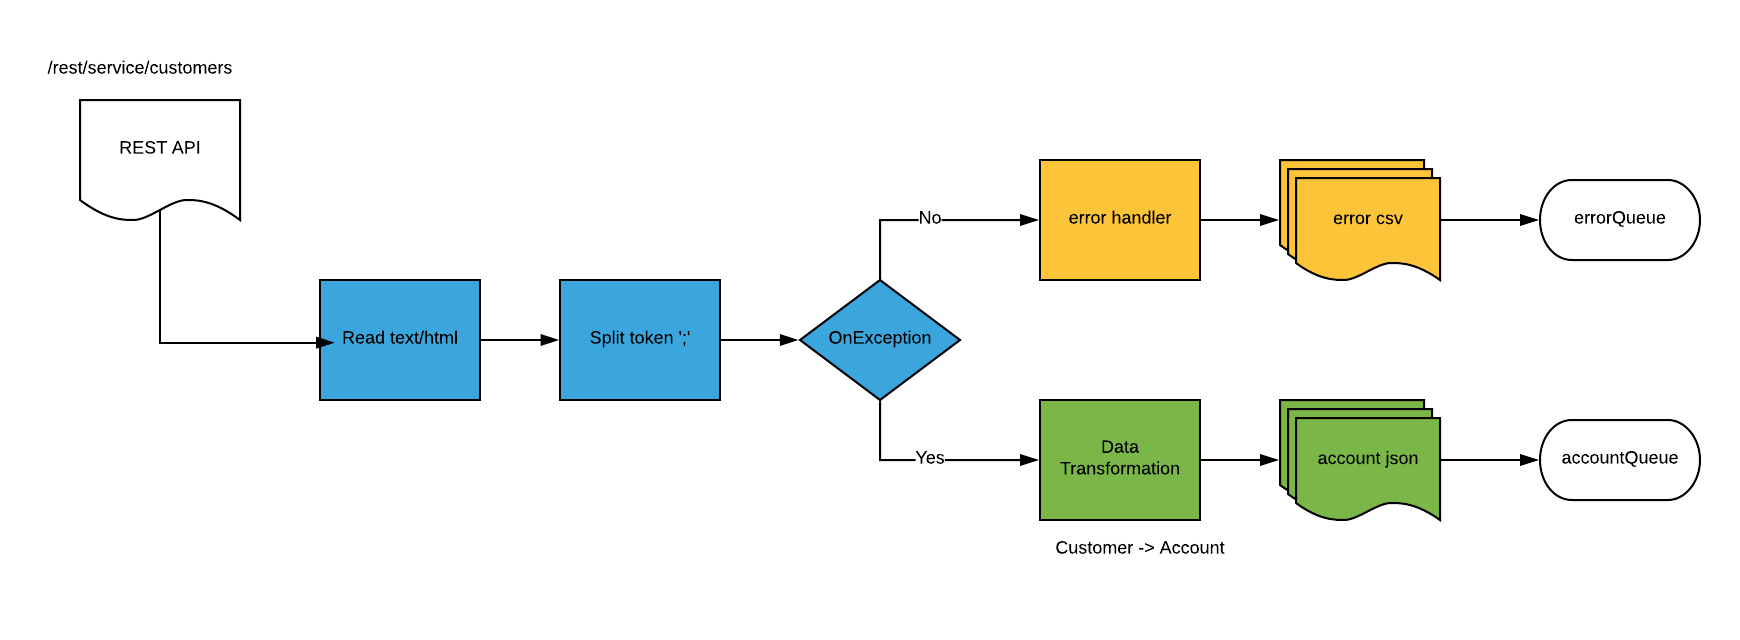 /rest/service/customers
REST API
Read text/html
Split token ';'
OnException
No
error handler
error csv
errorQueue
Yes
Data
Transformation
account json
accountQueue
Customer -> Account